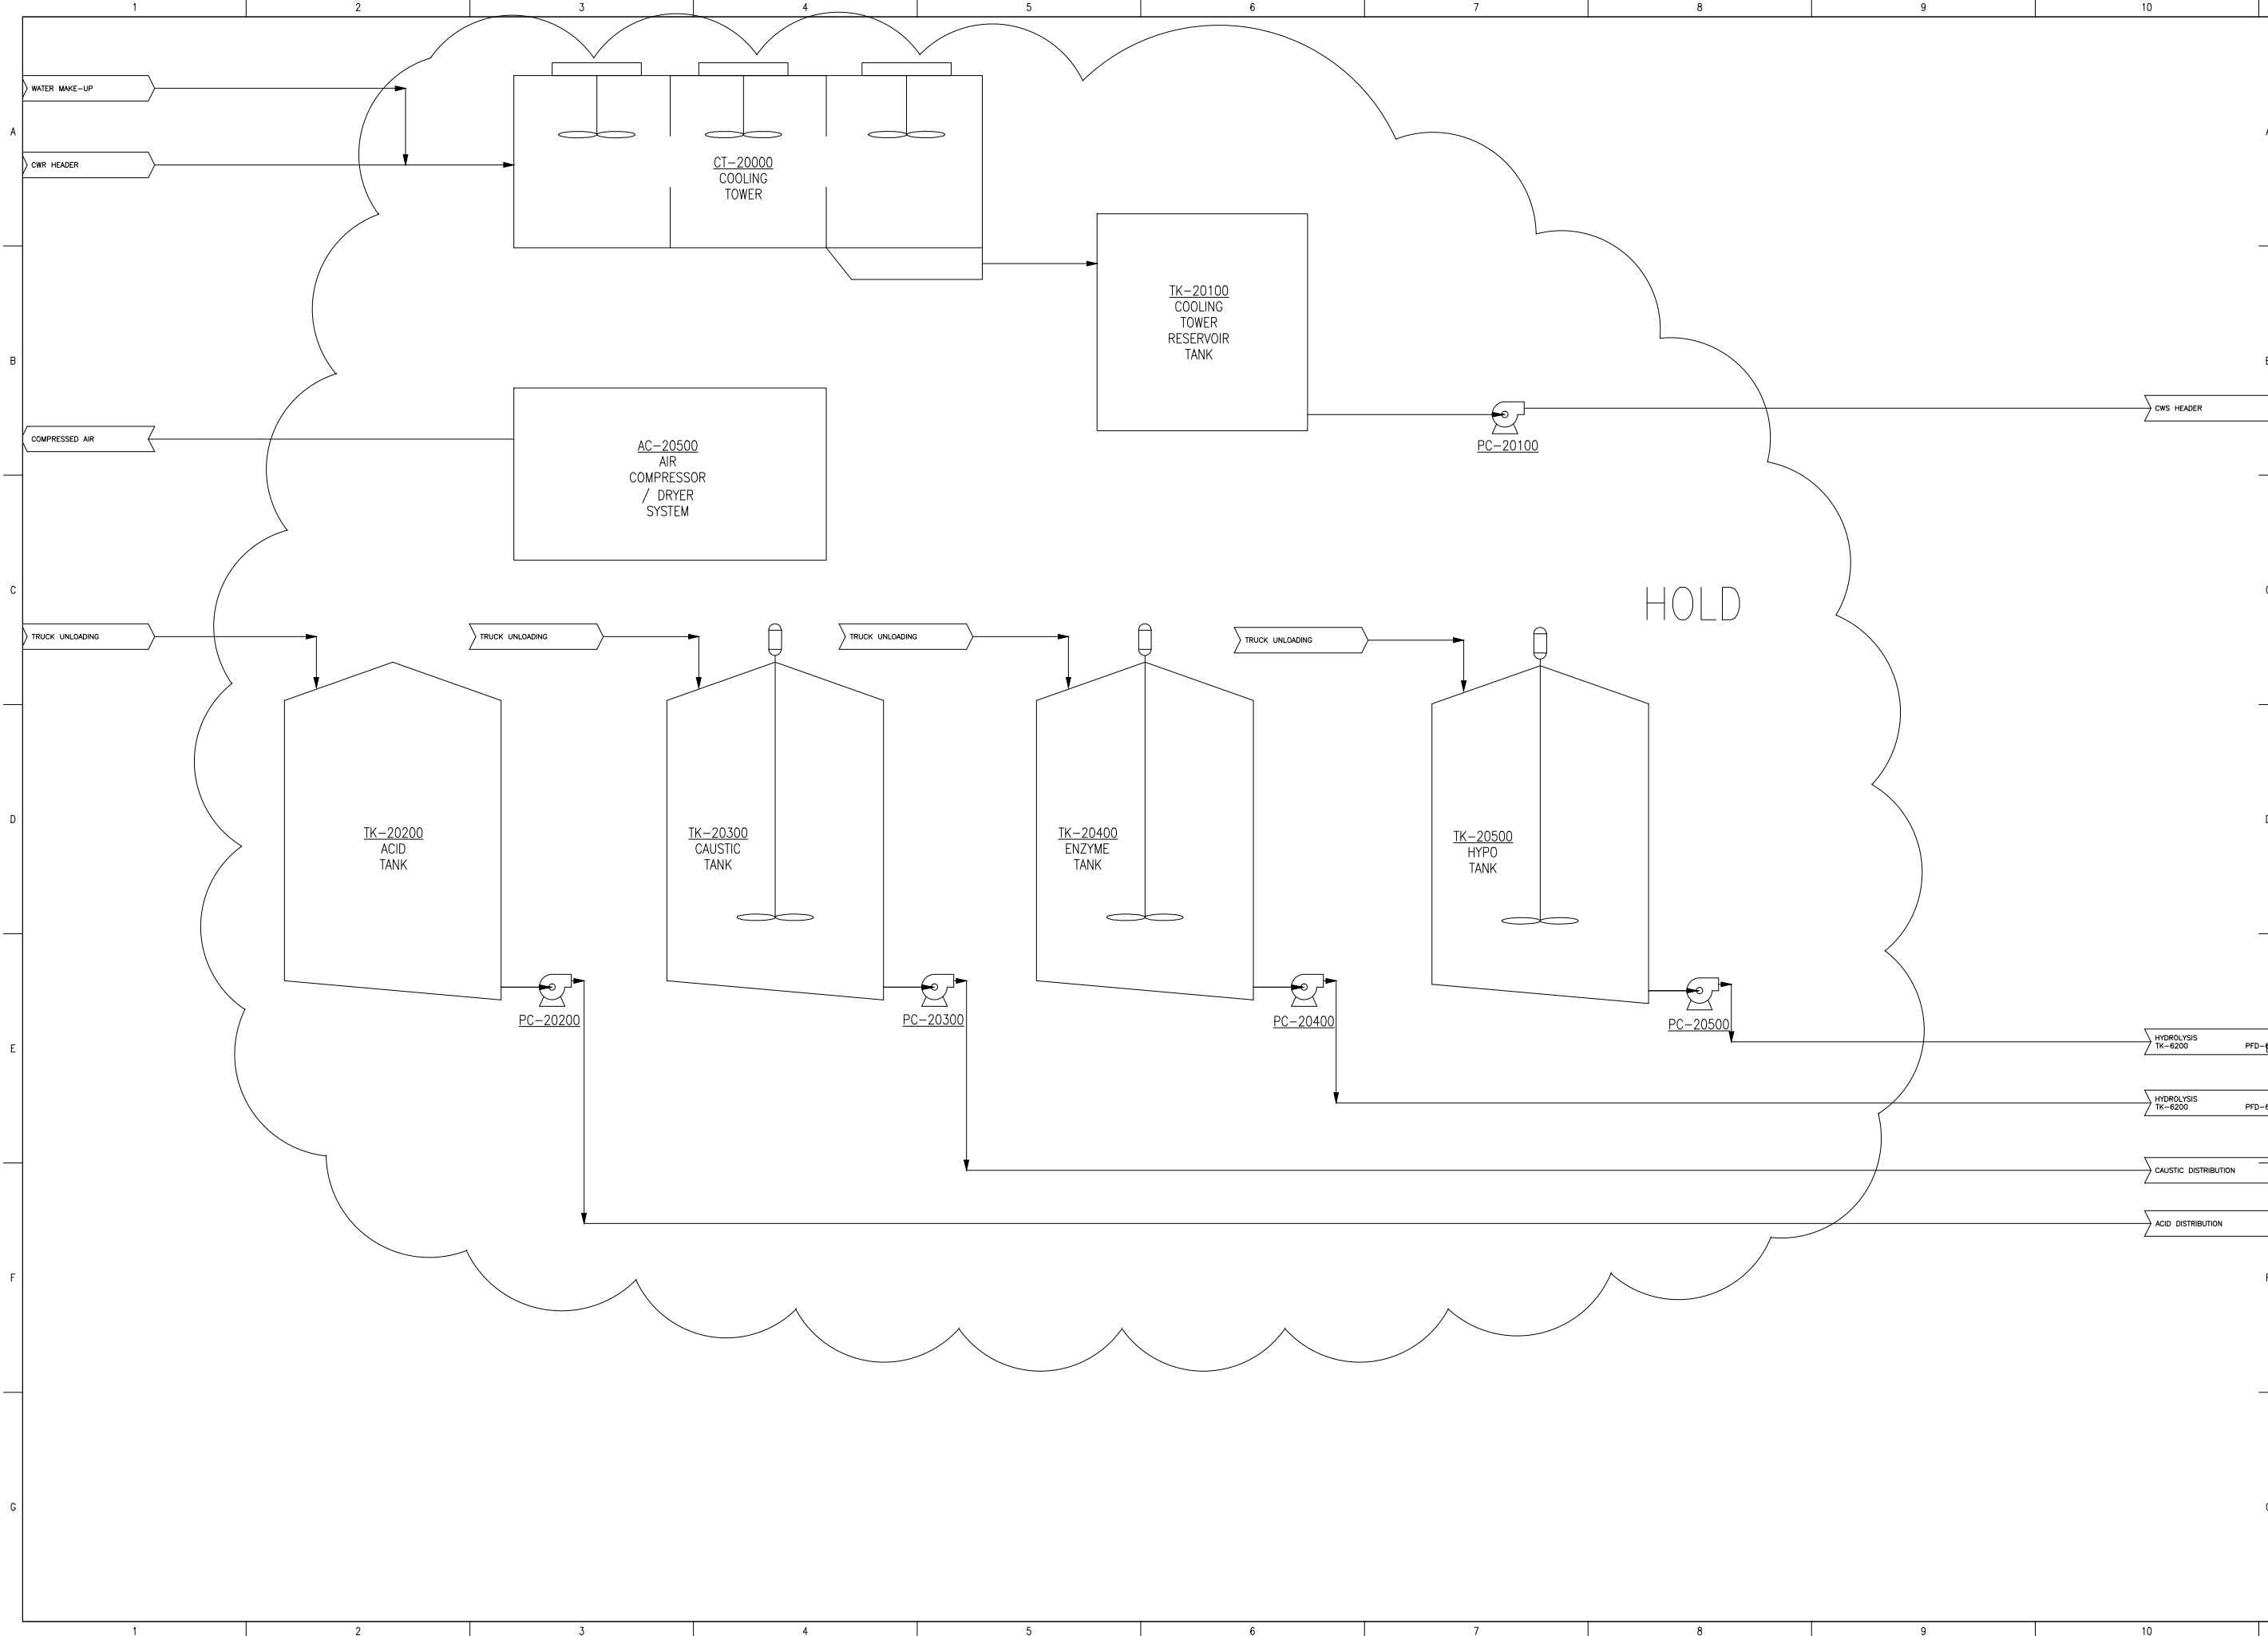 1 2 3 4 5 6 7 8 9 10
WATER MAKE-UP
A
CWR HEADER
CT-20000
COOLING
TOWER
TK-20100
COOLING
TOWER
RESERVOIR
TANK
B
CWS HEADER
COMPRESSED AIR
AC-20500
AIR
COMPRESSOR
/ DRYER
SYSTEM
PC-20100
C
HOLD
TRUCK UNLOADING
TRUCK UNLOADING
TRUCK UNLOADING
TRUCK UNLOADING
D
TK-20200
ACID
TANK
TK-20300
CAUSTIC
TANK
TK-20400
ENZYME
TANK
TK-20500
HYPO
TANK
PC-20200
PC-20300
PC-20400
PC-20500
E
HYDROLYSIS
TK-6200 PFD-
HYDROLYSIS
TK-6200 PFD-
CAUSTIC DISTRIBUTION
ACID DISTRIBUTION
F
G
1 2 3 4 5 6 7 8 9 10